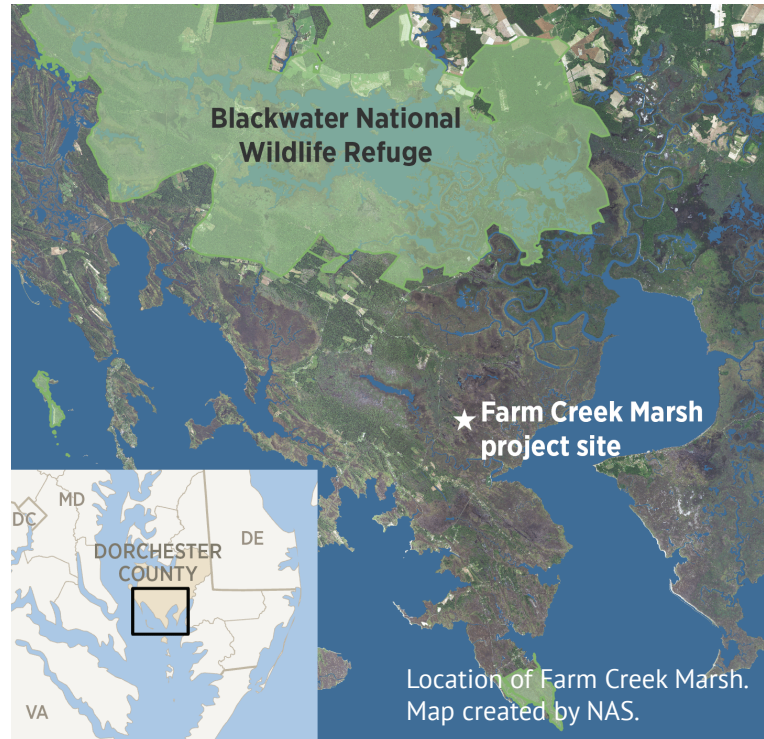 Blackwater National
Wildlife Refuge
Farm Creek Marsh
project site
MD
DC
DORCHESTER
COUNTY
DE
VA
Location of Farm Creek Marsh.
Map created by NAS.